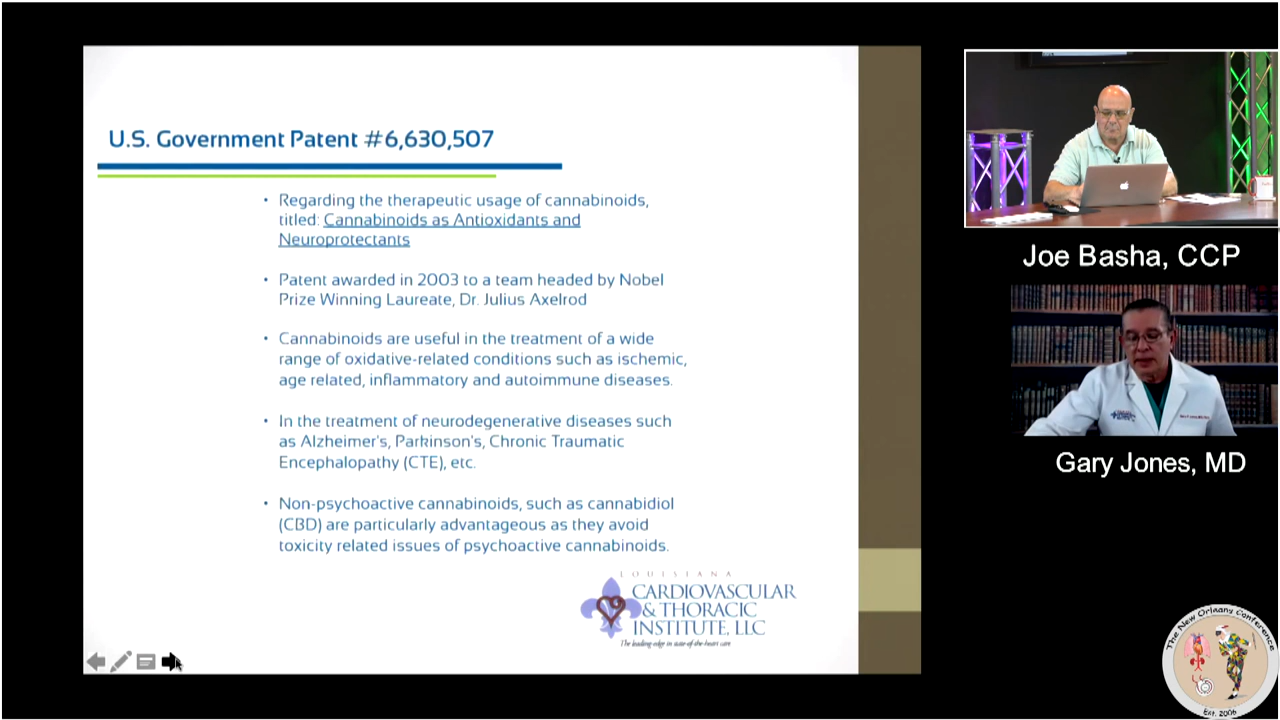 U.S. Government Patent #6,630,507
• Regarding the therapeutic usage of cannabinoids,
titled: Cannabinoids as Antioxidants and
Neuroprotectants
• Patent awarded in 2003 to a team headed by Nobel
Prize Winning Laureate, Dr. Julius Axelrod
• Cannabinoids are useful in the treatment of a wide
range of oxidative-related conditions such as ischemic,
age related, inflammatory and autoimmune diseases.
• In the treatment of neurodegenerative diseases such
as Alzheimer's, Parkinson's, Chronic Traumatic
Encephalopathy (CTE), etc.
• Non-psychoactive cannabinoids, such as cannabidiol
(CBD) are particularly advantageous as they avoid
toxicity related issues of psychoactive cannabinoids.
LOUISIANA
CARDIOVASCULAR
& THORACIC
INSTITUTE, LLC
The leading edge in state-of-the-heart care
Joe Basha, CCP
Gary Jones, MD
The New Orlaany Conference
Est. 2006